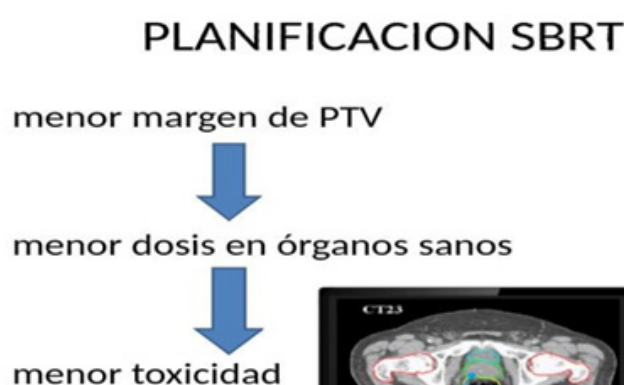 PLANIFICACION SBRT
menor margen de PTV
menor dosis en órganos sanos
CT23
menor toxicidad